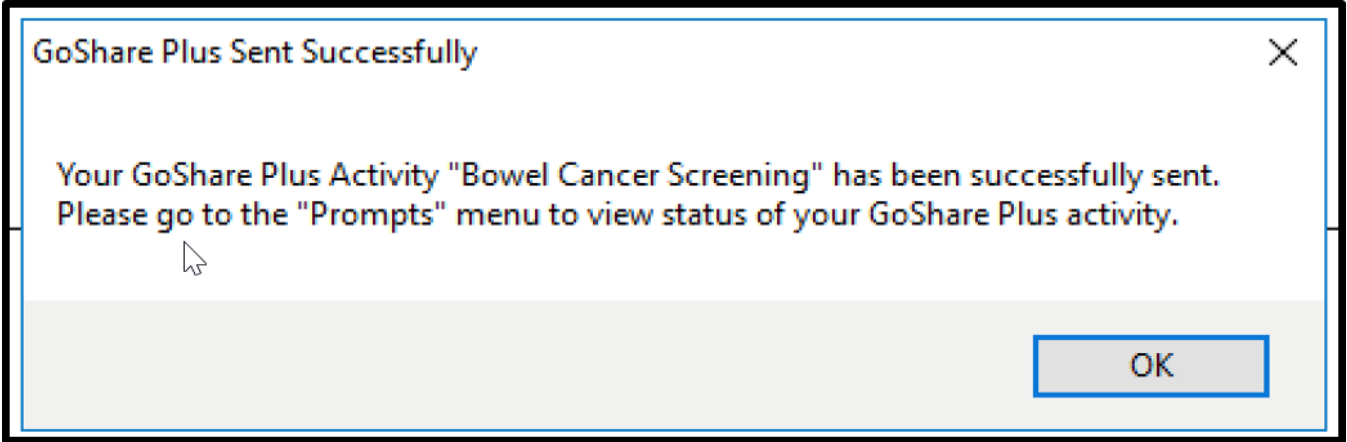 GoShare Plus Sent Successfully
Your GoShare Plus Activity "Bowel Cancer Screening" has been successfully sent.
Please go to the "Prompts" menu to view status of your GoShare Plus activity.
OK